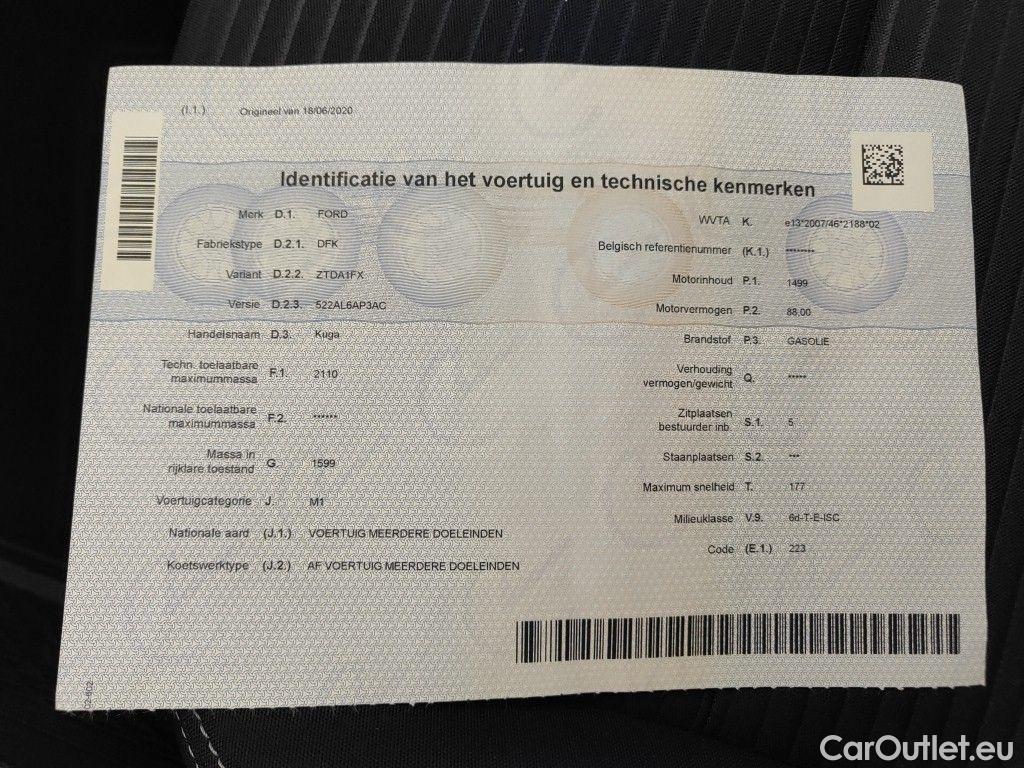 (I.1.) Origineel van 18/06/2020
Identificatie van het voertuig en technische kenmerken
Merk D.1. FORD
Fabriekstype D.2.1. DFK
Variant D.2.2. ZTDA1FX
Versie D.2.3. 522AL6AP3AC
Handelsnaam D.3. Kuga
Techn. toelaatbare
maximummassa F.1. 2110
Nationale toelaatbare
maximummassa F.2. ******
Massa in
rijklare toestand G. 1599
Voertuigcategorie J. M1
Nationale aard (J.1.) VOERTUIG MEERDERE DOELEINDEN
Koetswerktype (J.2.) AF VOERTUIG MEERDERE DOELEINDEN
WVTA K. e13*2007/46*2188*02
Belgisch referentienummer (K.1.) ********
Motorinhoud P.1. 1499
Motorvermogen P.2. 88,00
Brandstof P.3. GASOLIE
Verhouding
vermogen/gewicht Q. *****
Zitplaatsen
bestuurder inb. S.1. 5
Staanplaatsen S.2. ***
Maximum snelheid T. 177
Milieuklasse V.9. 6d-T-E-ISC
Code (E.1.) 223
02-602
CarOutlet.eu